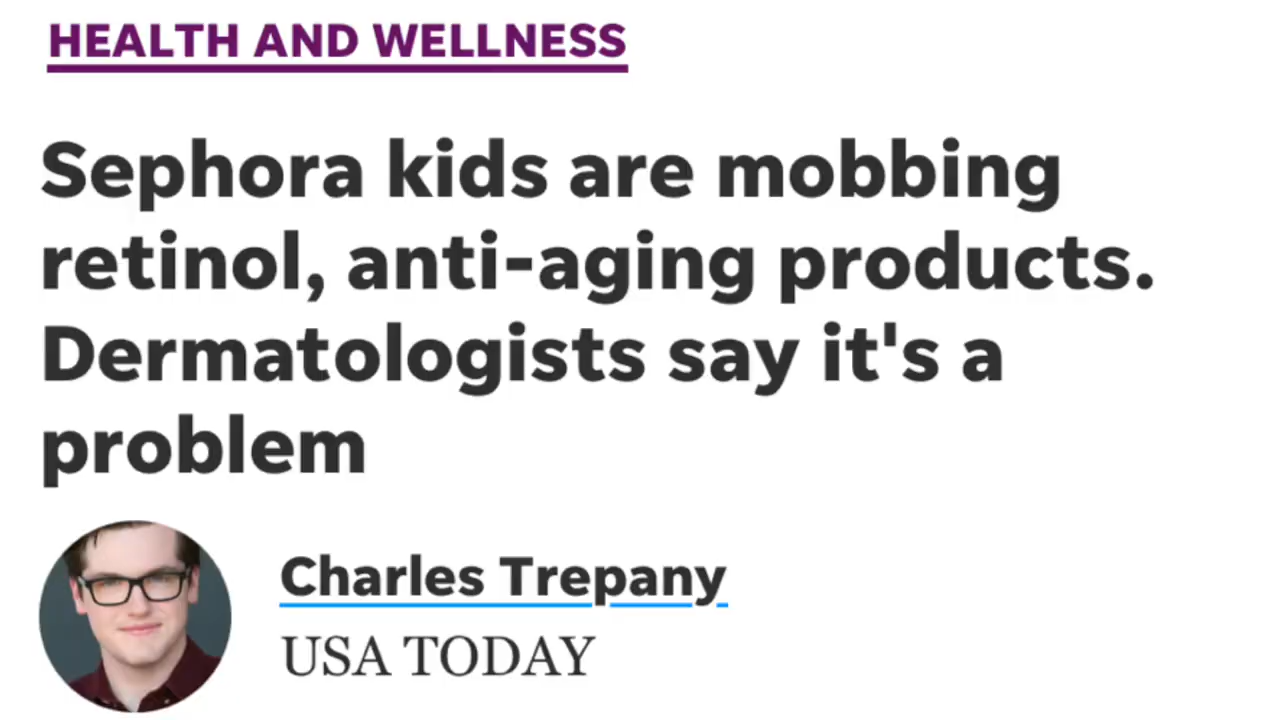 HEALTH AND WELLNESS
Sephora kids are mobbing
retinol, anti-aging products.
Dermatologists say it's a
problem
Charles Trepany
USA TODAY